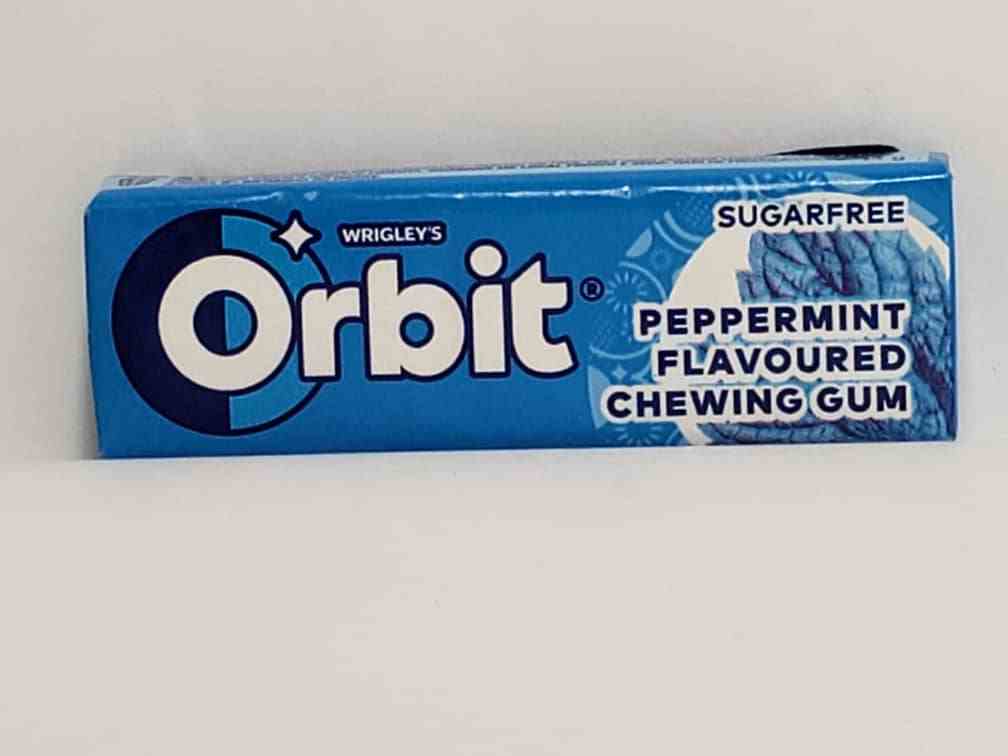 WRIGLEY'S
Orbit®
SUGARFREE
PEPPERMINT
FLAVOURED
CHEWING GUM